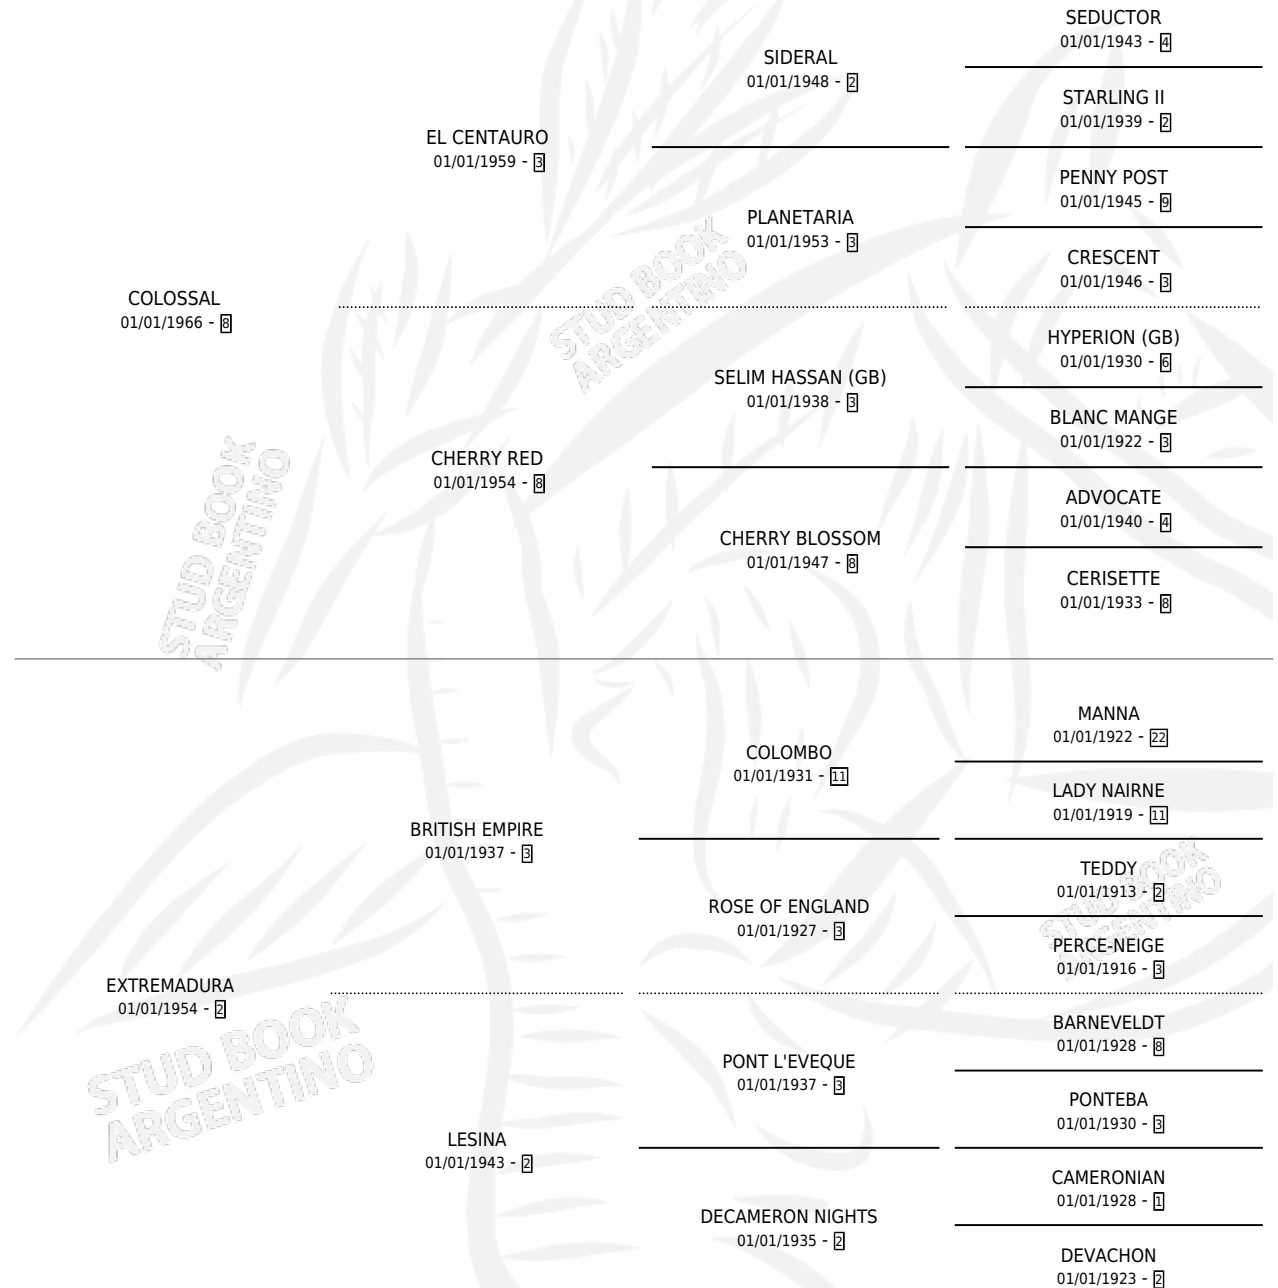 SEDUCTOR
01/01/1943 - 4
SIDERAL
01/01/1948 - 2
STARLING II
01/01/1939 - 2
EL CENTAURO
01/01/1959 - 3
PENNY POST
01/01/1945 - 9
PLANETARIA
01/01/1953 - 3
CRESCENT
01/01/1946 - 3
COLOSSAL
01/01/1966 - 8
HYPERION (GB)
01/01/1930 - 6
SELIM HASSAN (GB)
01/01/1938 - 3
BLANC MANGE
01/01/1922 - 3
CHERRY RED
01/01/1954 - 8
ADVOCATE
01/01/1940 - 4
CHERRY BLOSSOM
01/01/1947 - 8
CERISETTE
01/01/1933 - 8
STUD BOOK
ARGENTINO
STUD BOOK
ARGENTINO
MANNA
01/01/1922 - 22
COLOMBO
01/01/1931 - 11
LADY NAIRNE
01/01/1919 - 11
BRITISH EMPIRE
01/01/1937 - 3
TEDDY
01/01/1913 - 2
ROSE OF ENGLAND
01/01/1927 - 3
PERCE-NEIGE
01/01/1916 - 3
STUD BOOK
ARGENTINO
EXTREMADURA
01/01/1954 - 2
BARNEVELDT
01/01/1928 - 8
PONT L'EVEQUE
01/01/1937 - 3
PONTEBA
01/01/1930 - 3
LESINA
01/01/1943 - 2
CAMERONIAN
01/01/1928 - 1
DECAMERON NIGHTS
01/01/1935 - 2
DEVACHON
01/01/1923 - 2
STUD BOOK
ARGENTINO